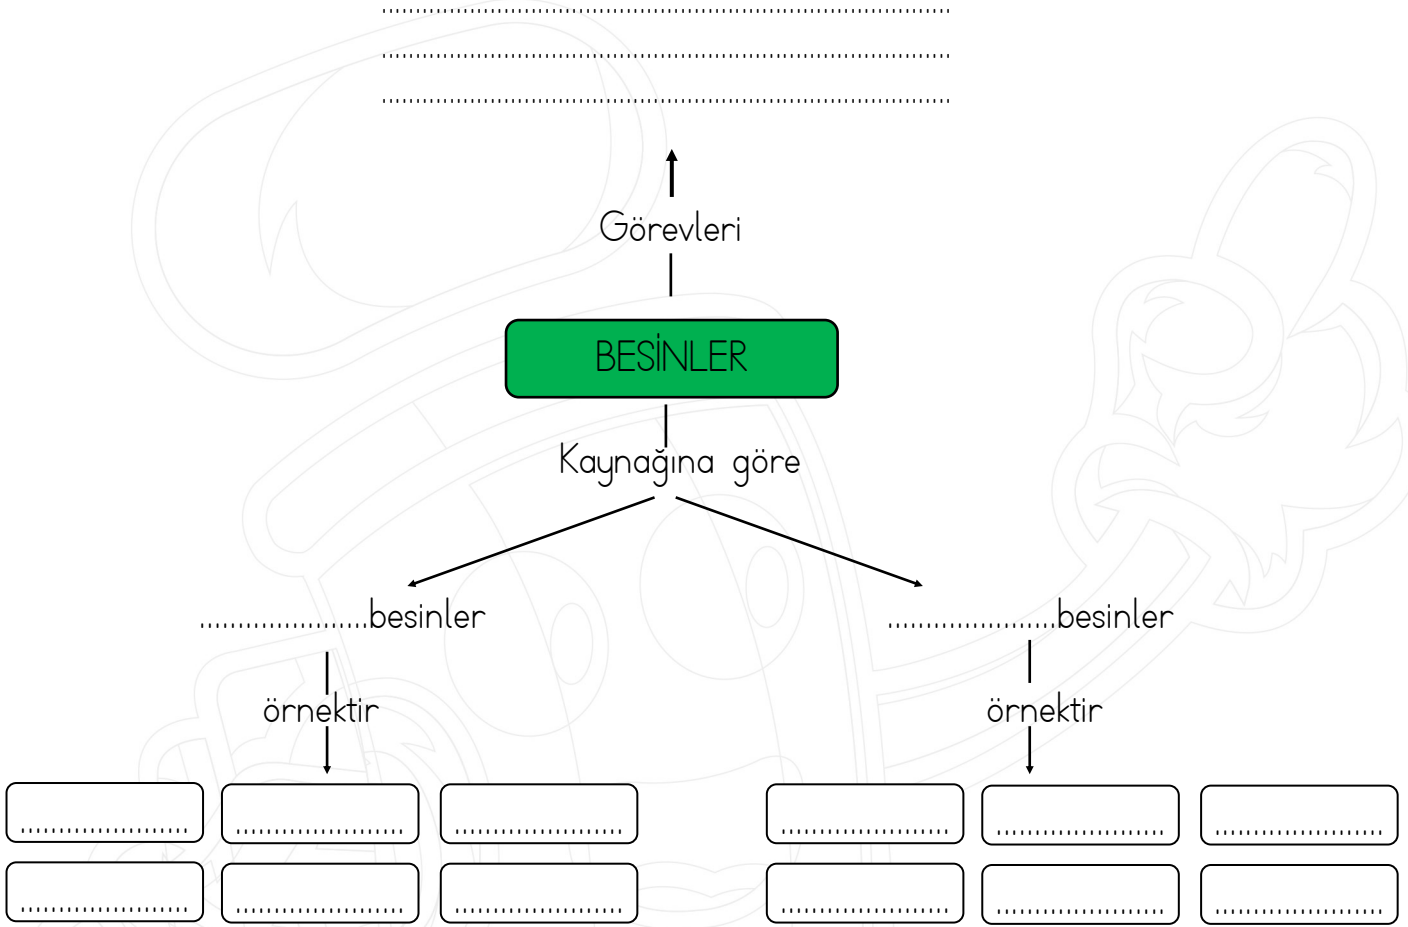 Görevleri
BESİNLER
Kaynağına göre
....................besinler
....................besinler
örnektir
örnektir